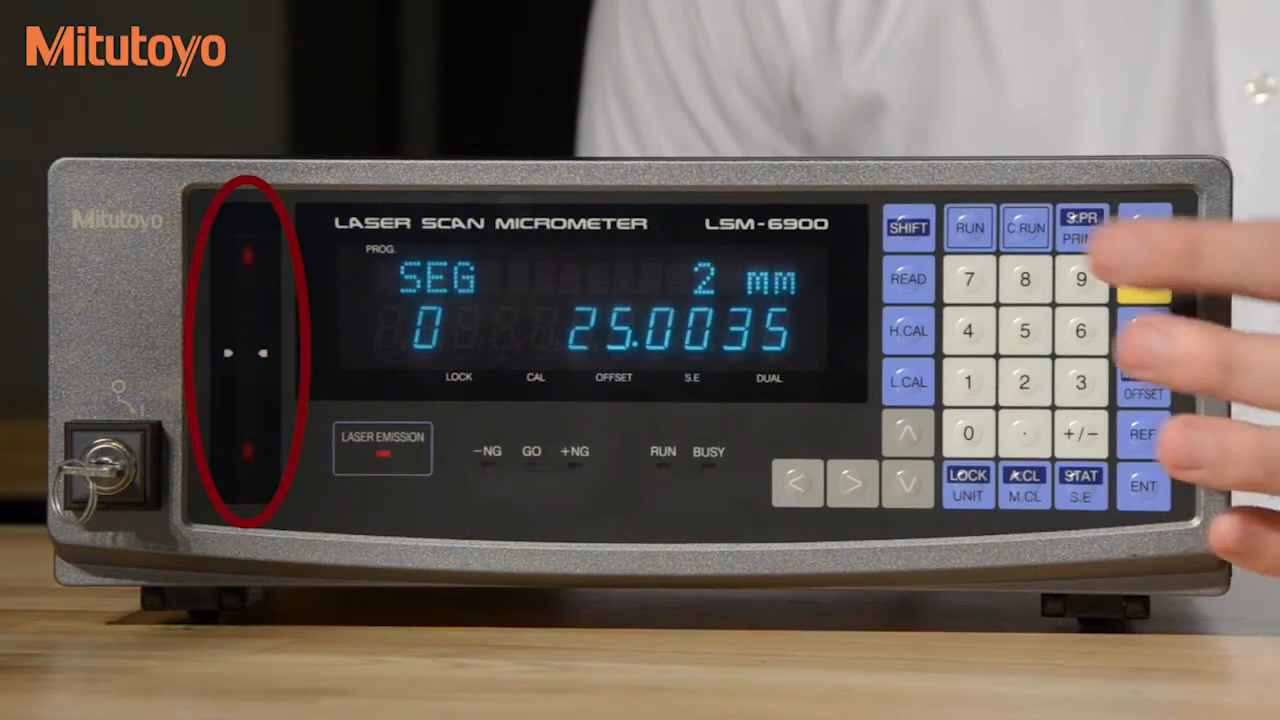 Mitutoyo
Mitutoyo
LASER SCAN MICROMETER LSM-6900
PROG.
SEG 2 mm
0 25.0035
LOCK CAL OFFSET S.E DUAL
LASER EMISSION
-NG GO +NG RUN BUSY
SHIFT RUN C.RUN S.PR
READ 7 8 9
H.CAL 4 5 6
L.CAL 1 2 3 OFFSET
0 . +/- REF
< > LOCK UNIT A.CL M.CL STAT S.E ENT